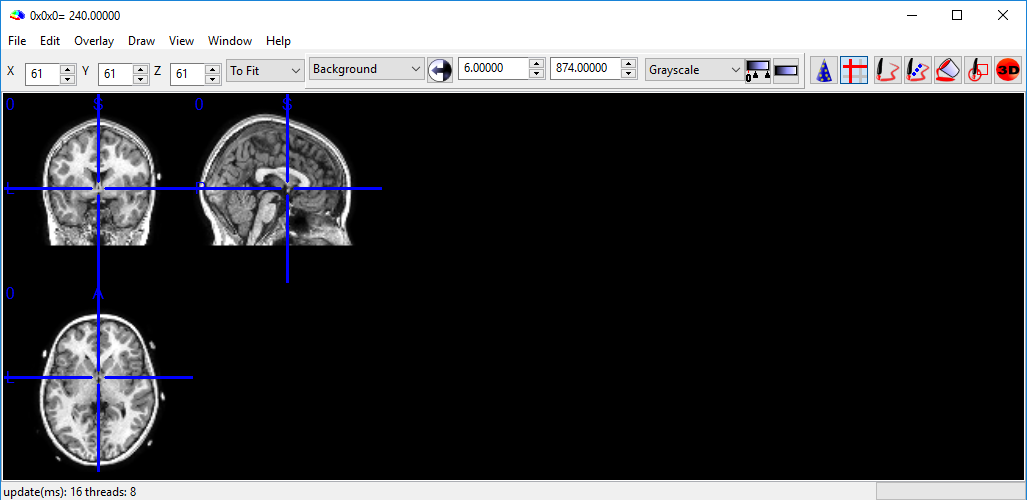 0x0x0= 240.00000
File Edit Overlay Draw View Window Help
X 61 Y 61 Z 61 To Fit Background 6.00000 874.00000 Grayscale 0 3D
0 S 0 S
L P
0 A
L
update(ms): 16 threads: 8